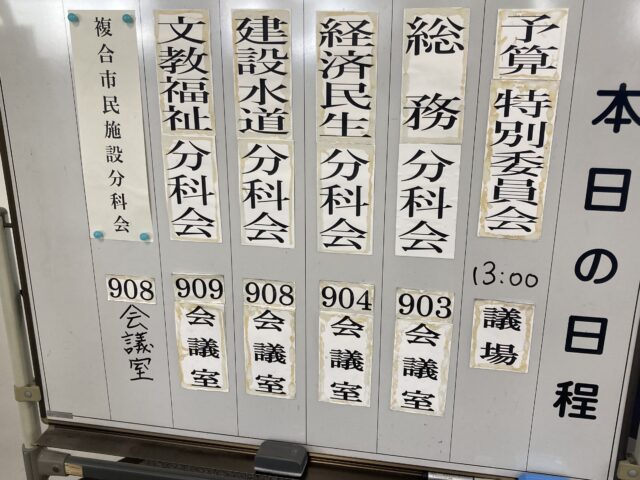 本日の日程
予算特別委員会 13:00 議場
総務分科会 903会議室
経済民生分科会 904会議室
建設水道分科会 908会議室
文教福祉分科会 909会議室
複合市民施設分科会 908会議室